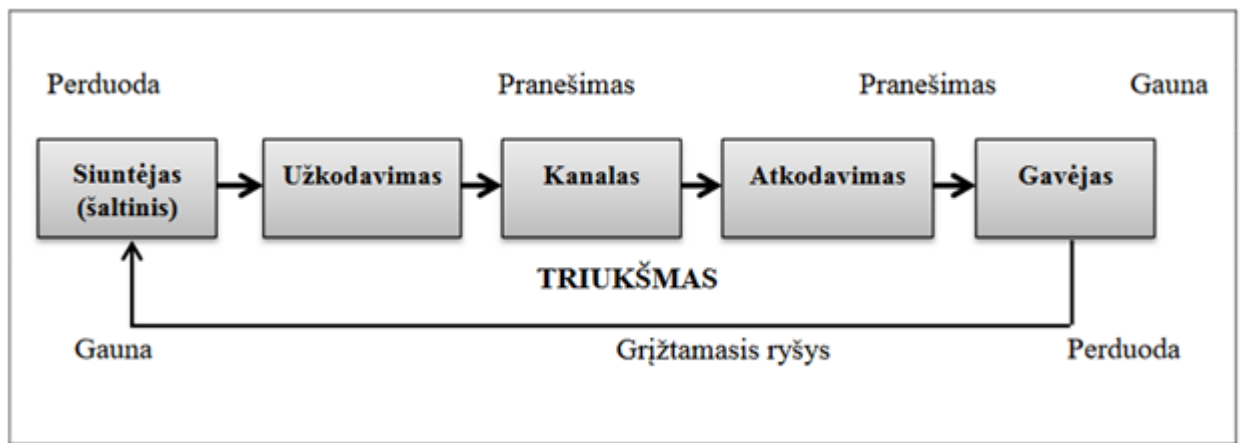 Perduoda Pranešimas Pranešimas Gauna
Siuntėjas
(šaltinis)
Užkodavimas
Kanalas
Atkodavimas
Gavėjas
TRIUKŠMAS
Gauna Grįžtamasis ryšys Perduoda